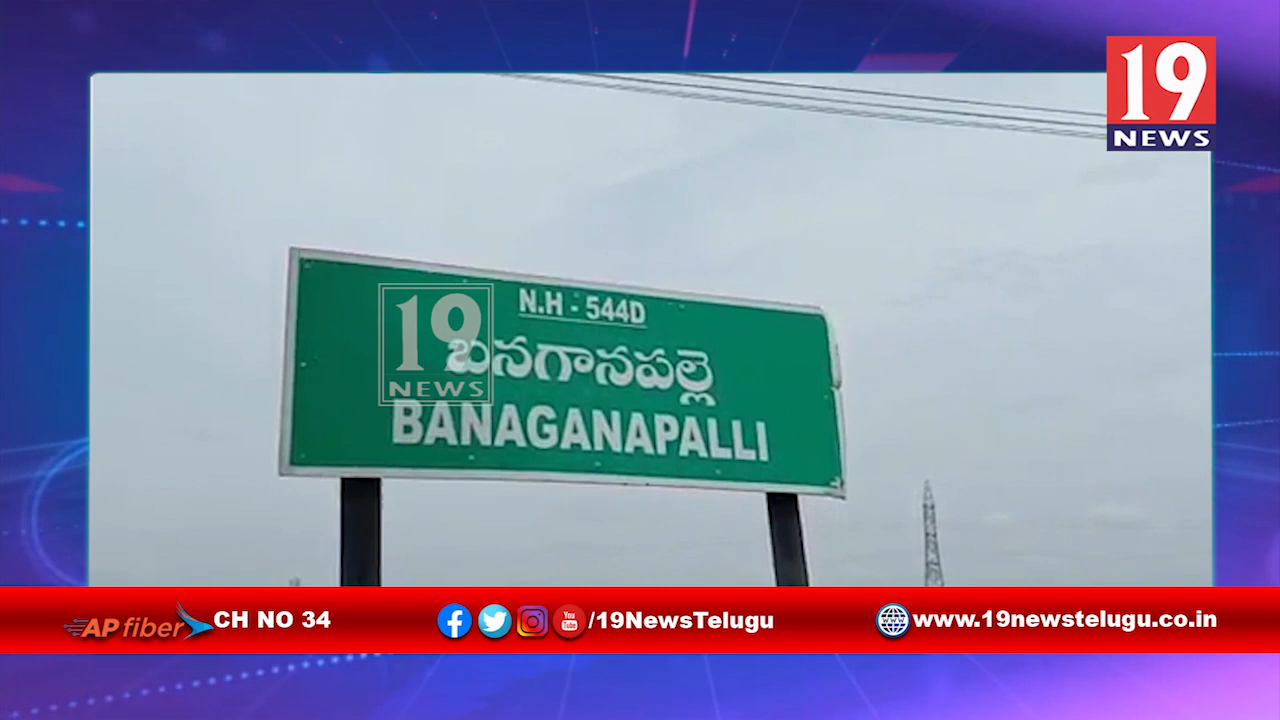 19
NEWS
N.H - 544D
బనగానపల్లె
BANAGANAPALLI
19
NEWS
APfiber CH NO 34
/19NewsTelugu
www.19newstelugu.co.in